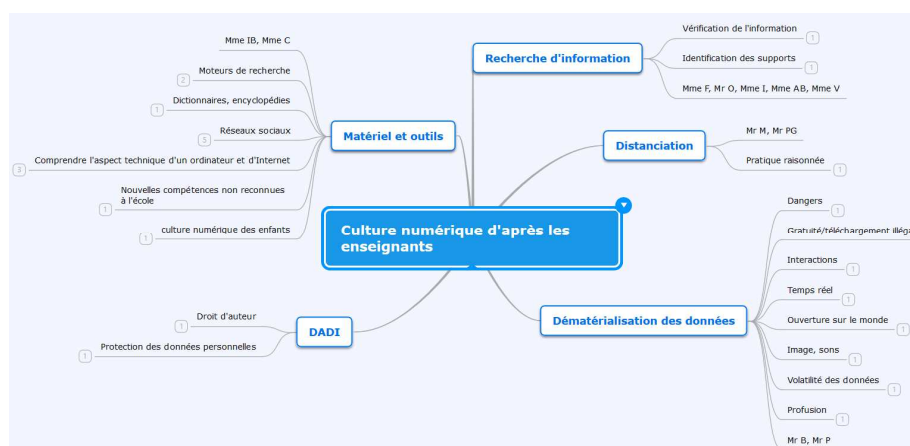 Culture numérique d'après les
enseignants
Matériel et outils
Mme IB, Mme C
Moteurs de recherche
2
Dictionnaires, encyclopédies
1
Réseaux sociaux
5
Comprendre l'aspect technique d'un ordinateur et d'Internet
3
Nouvelles compétences non reconnues
à l'école
1
culture numérique des enfants
1
DADI
Droit d'auteur
1
Protection des données personnelles
1
Recherche d'information
Vérification de l'information
1
Identification des supports
1
Mme F, Mr O, Mme I, Mme AB, Mme V
Distanciation
Mr M, Mr PG
Pratique raisonnée
1
Dématérialisation des données
Dangers
1
Gratuité/téléchargement
Interactions
1
Temps réel
1
Ouverture sur le monde
1
Image, sons
1
Volatilité des données
1
Profusion
1
Mr B, Mr P